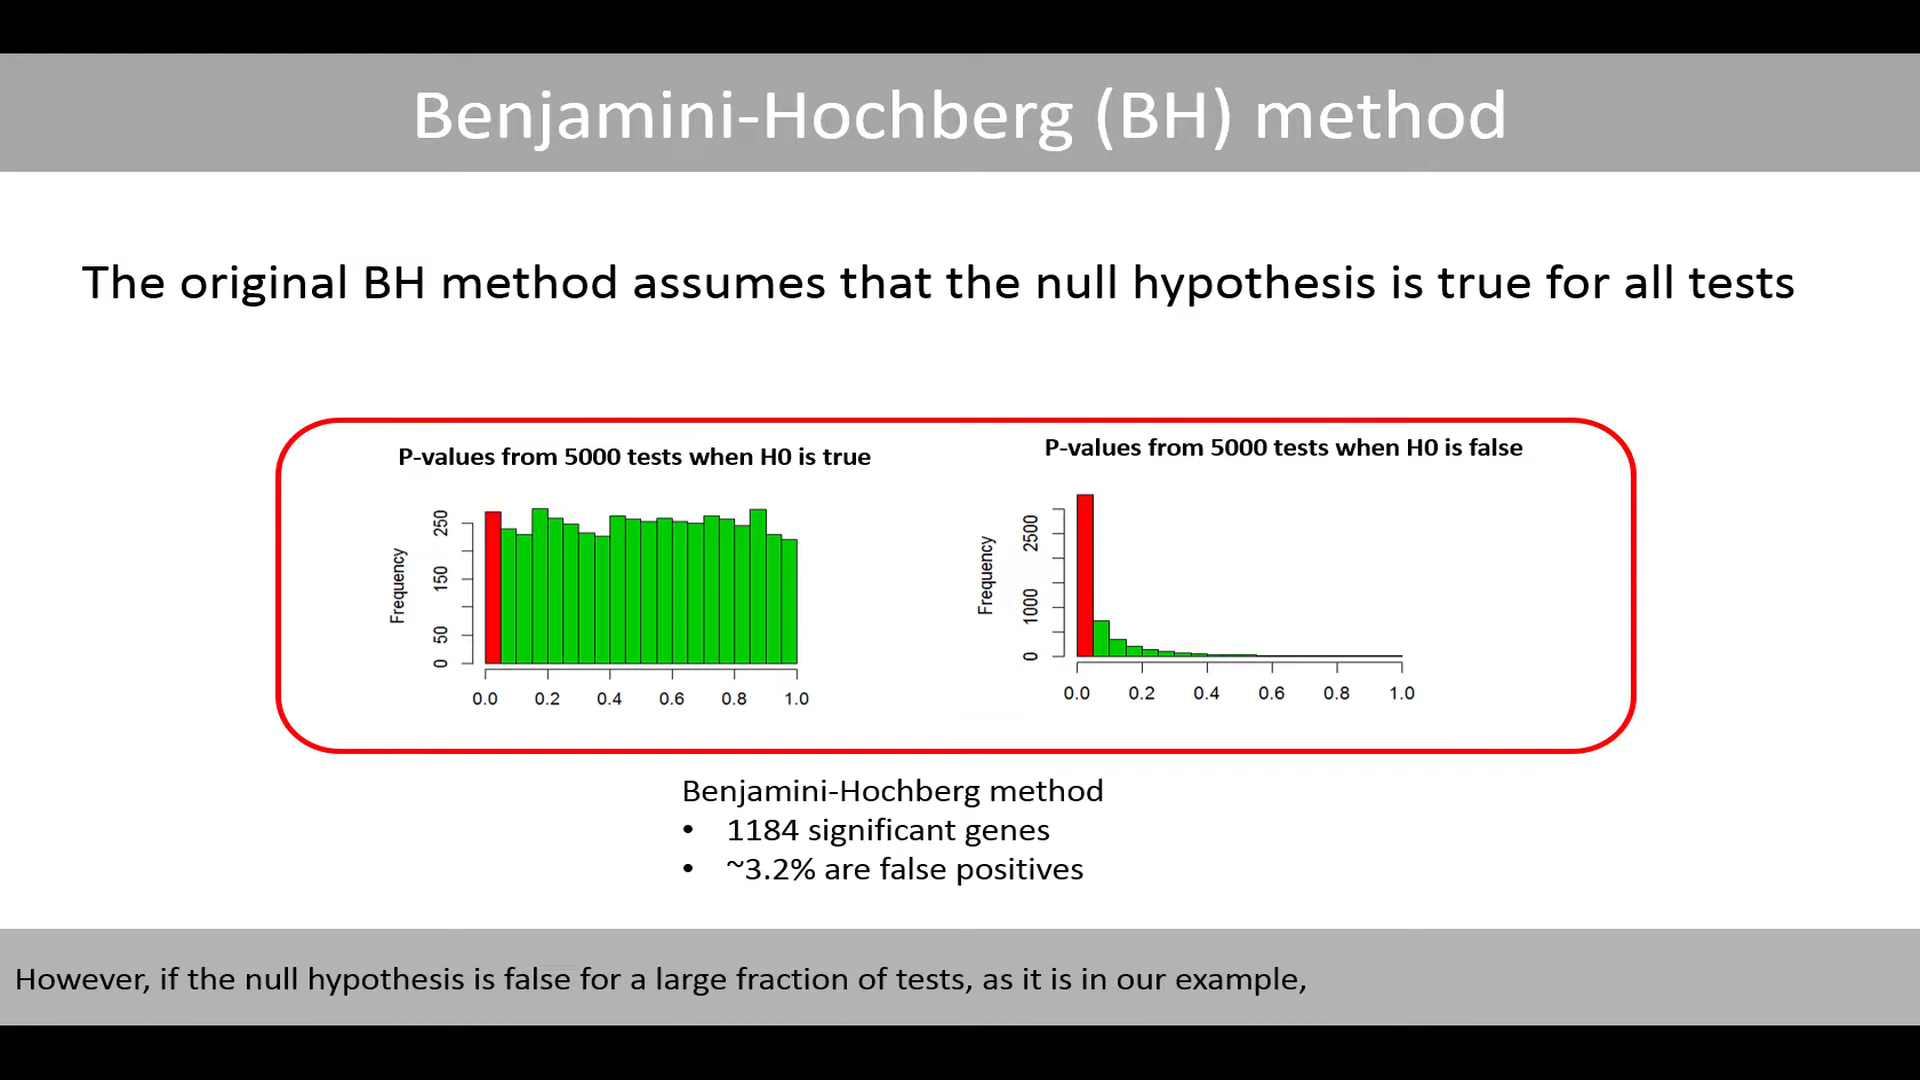 Benjamini-Hochberg (BH) method
The original BH method assumes that the null hypothesis is true for all tests
P-values from 5000 tests when H0 is true
Frequency
250
150
50
0
0.0 0.2 0.4 0.6 0.8 1.0
P-values from 5000 tests when H0 is false
Frequency
2500
1000
0
0.0 0.2 0.4 0.6 0.8 1.0
Benjamini-Hochberg method
• 1184 significant genes
• ~3.2% are false positives
However, if the null hypothesis is false for a large fraction of tests, as it is in our example,